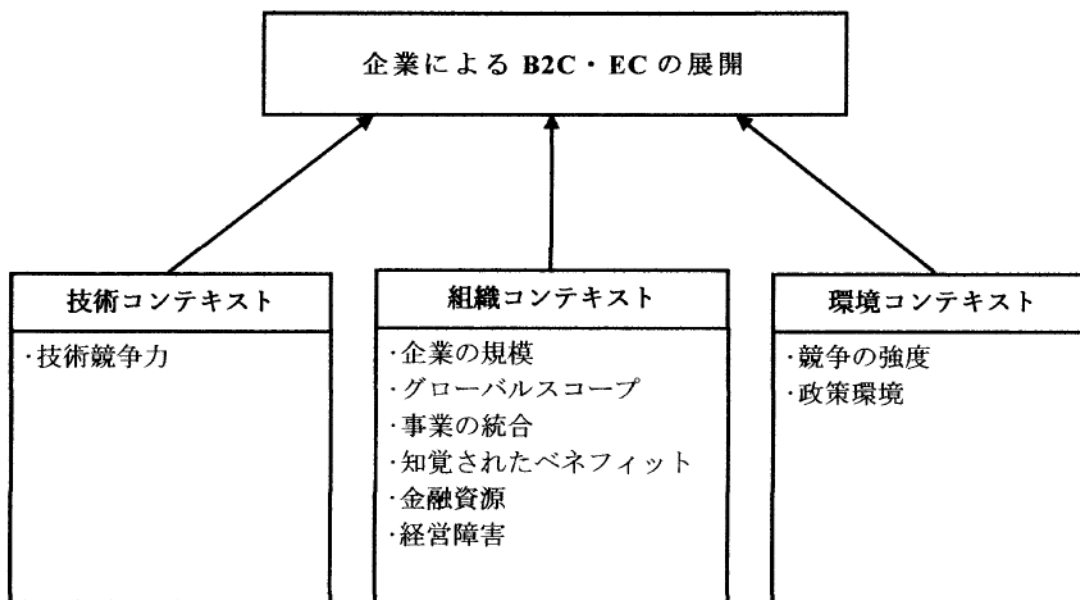 企業による B2C・EC の展開
技術コンテキスト
・技術競争力
組織コンテキスト
・企業の規模
・グローバルスコープ
・事業の統合
・知覚されたベネフィット
・金融資源
・経営障害
環境コンテキスト
・競争の強度
・政策環境